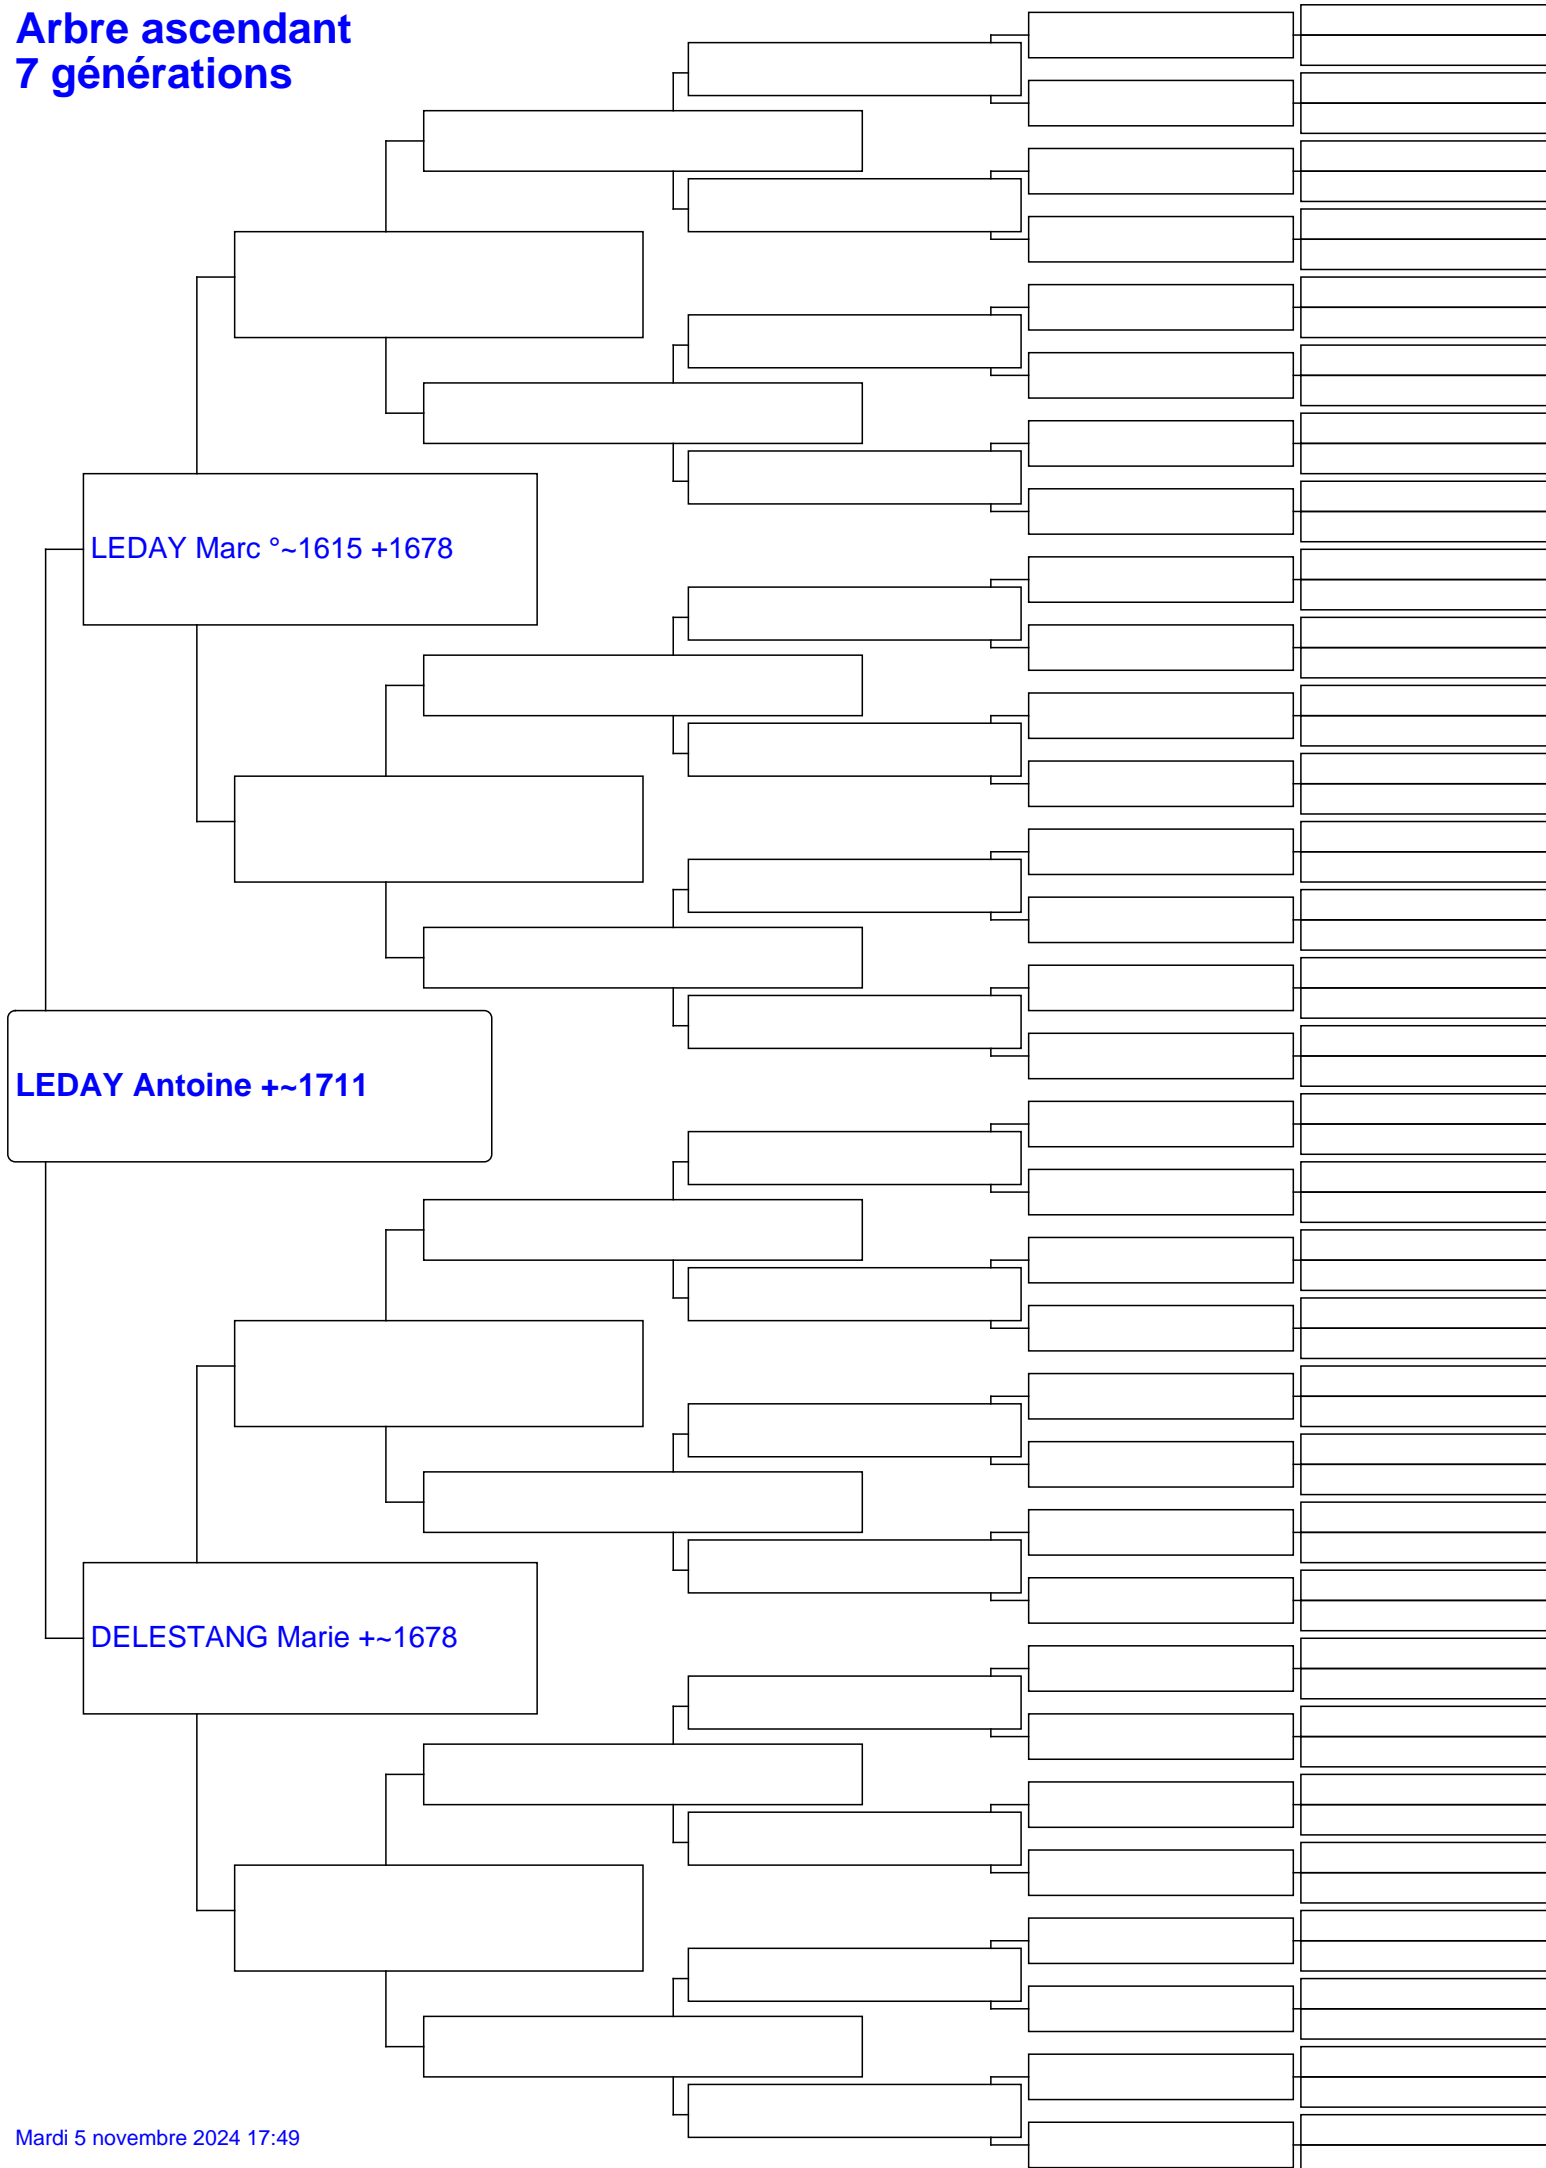 Arbre ascendant
7 générations
LEDAY Marc °~1615 +1678
LEDAY Antoine +~1711
DELESTANG Marie +~1678
Mardi 5 novembre 2024 17:49